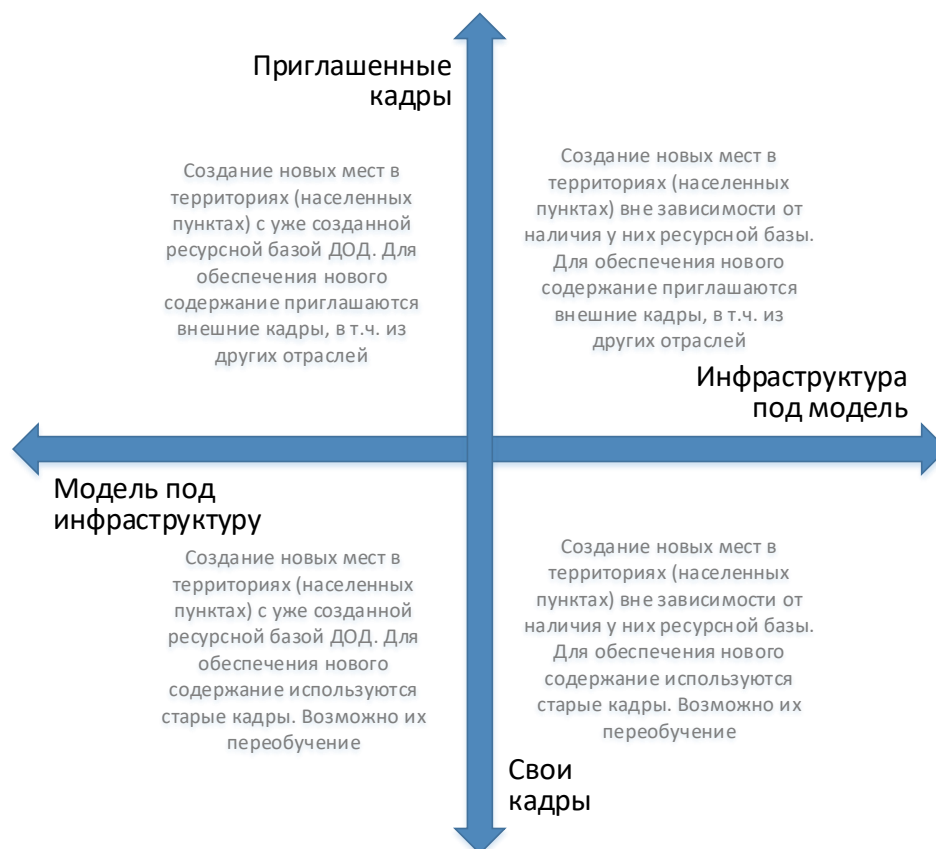 Приглашенные
кадры
Создание новых мест в
территориях (населенных
пунктах) с уже созданной
ресурсной базой ДОД. Для
обеспечения нового
содержание приглашаются
внешние кадры, в т.ч. из
других отраслей
Создание новых мест в
территориях (населенных
пунктах) вне зависимости от
наличия у них ресурсной базы.
Для обеспечения нового
содержание приглашаются
внешние кадры, в т.ч. из
других отраслей
Инфраструктура
под модель
Модель под
инфраструктуру
Создание новых мест в
территориях (населенных
пунктах) с уже созданной
ресурсной базой ДОД. Для
обеспечения нового
содержание используются
старые кадры. Возможно их
переобучение
Создание новых мест в
территориях (населенных
пунктах) вне зависимости от
наличия у них ресурсной базы.
Для обеспечения нового
содержание используются
старые кадры. Возможно их
переобучение
Свои
кадры